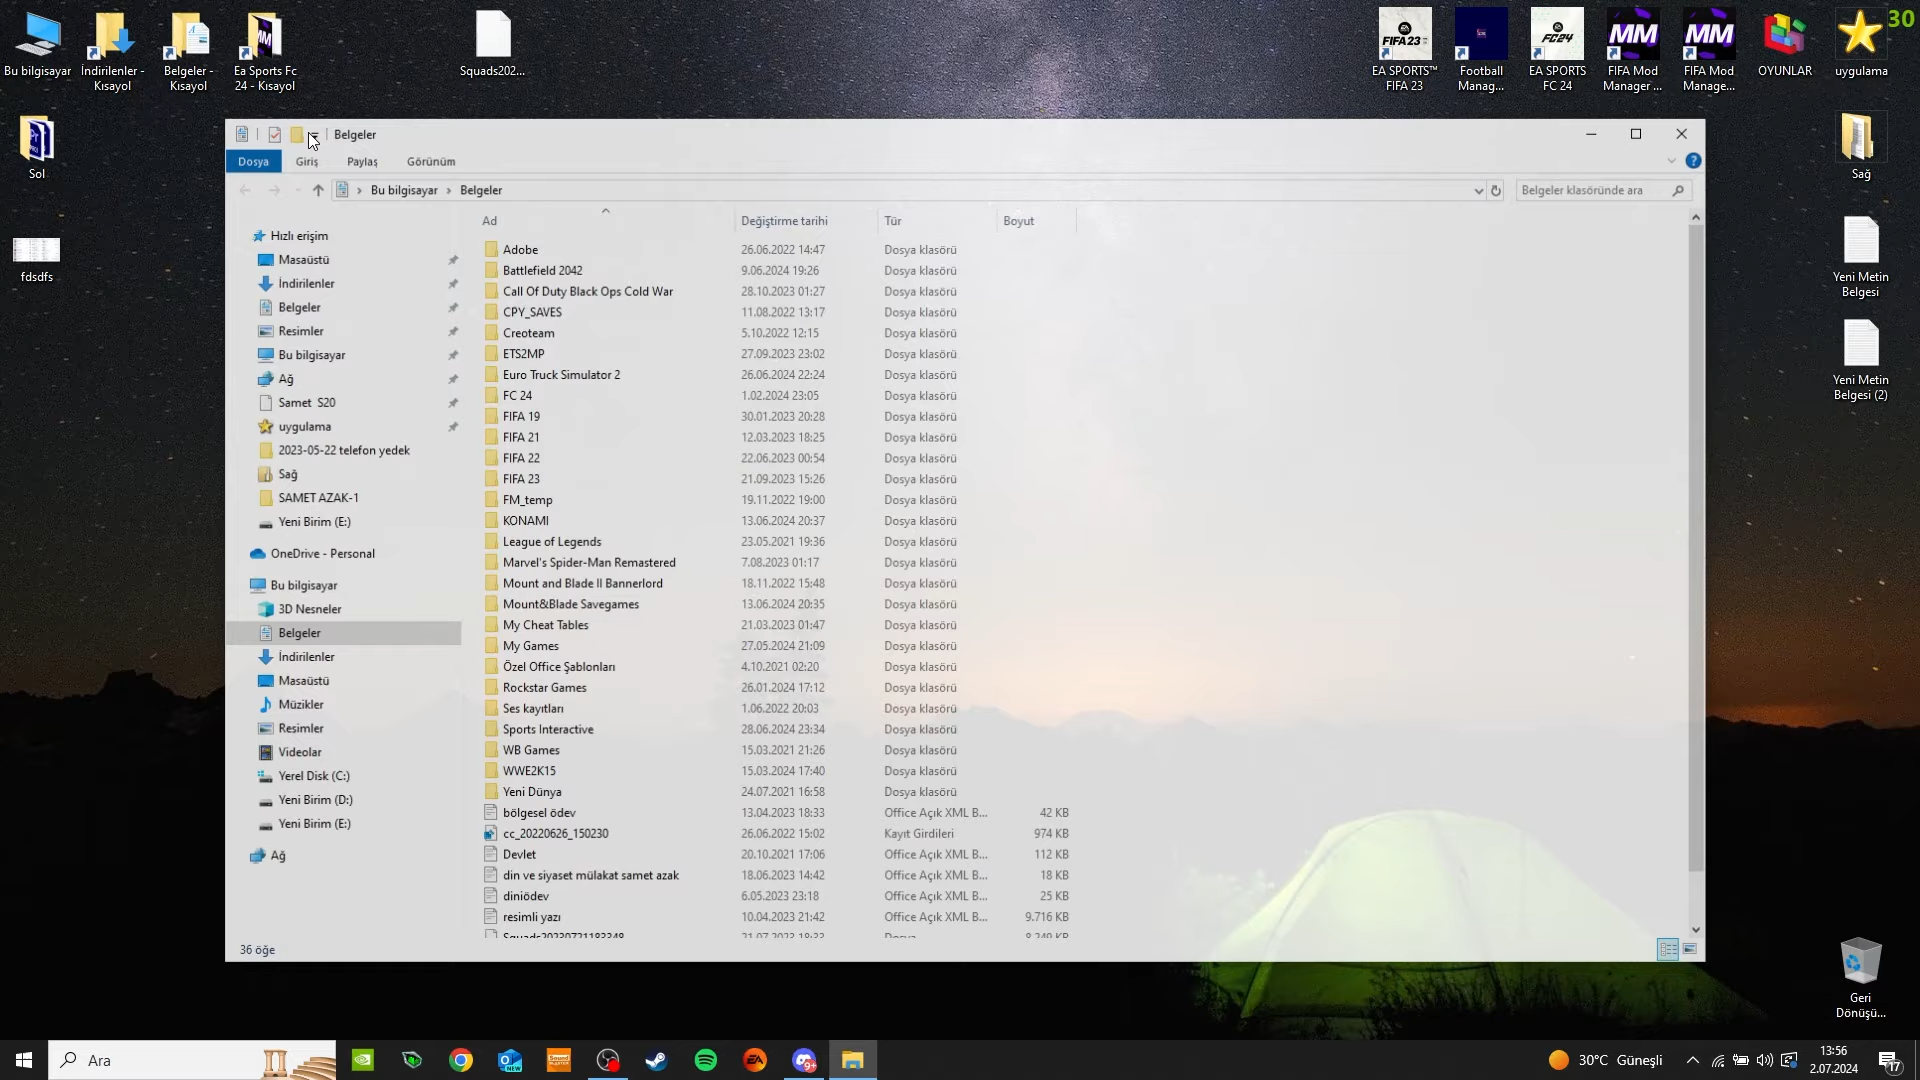 Bu bilgisayar
İndirilenler -
Kısayol
Belgeler -
Kısayol
Ea Sports Fc
24 - Kısayol
Squads202...
EA SPORTS™
FIFA 23
Football
Manag...
EA SPORTS
FC 24
FIFA Mod
Manager ...
FIFA Mod
Manage...
OYUNLAR
uygulama
30
Sol
fdsdfs
Sağ
Yeni Metin
Belgesi
Yeni Metin
Belgesi (2)
Geri
Dönüşü...
Belgeler
Dosya
Giriş
Paylaş
Görünüm
Bu bilgisayar > Belgeler
Belgeler klasöründe ara
Hızlı erişim
Masaüstü
İndirilenler
Belgeler
Resimler
Bu bilgisayar
Ağ
Samet S20
uygulama
2023-05-22 telefon yedek
Sağ
SAMET AZAK-1
Yeni Birim (E:)
OneDrive - Personal
Bu bilgisayar
3D Nesneler
Belgeler
İndirilenler
Masaüstü
Müzikler
Resimler
Videolar
Yerel Disk (C:)
Yeni Birim (D:)
Yeni Birim (E:)
Ağ
Ad Değiştirme tarihi Tür Boyut
Adobe 26.06.2022 14:47 Dosya klasörü
Battlefield 2042 9.06.2024 19:26 Dosya klasörü
Call Of Duty Black Ops Cold War 28.10.2023 01:27 Dosya klasörü
CPY_SAVES 11.08.2022 13:17 Dosya klasörü
Creoteam 5.10.2022 12:15 Dosya klasörü
ETS2MP 27.09.2023 23:02 Dosya klasörü
Euro Truck Simulator 2 26.06.2024 22:24 Dosya klasörü
FC 24 1.02.2024 23:05 Dosya klasörü
FIFA 19 30.01.2023 20:28 Dosya klasörü
FIFA 21 12.03.2023 18:25 Dosya klasörü
FIFA 22 22.06.2023 00:54 Dosya klasörü
FIFA 23 21.09.2023 15:26 Dosya klasörü
FM_temp 19.11.2022 19:00 Dosya klasörü
KONAMI 13.06.2024 20:37 Dosya klasörü
League of Legends 23.05.2021 19:36 Dosya klasörü
Marvel's Spider-Man Remastered 7.08.2023 01:17 Dosya klasörü
Mount and Blade II Bannerlord 18.11.2022 15:48 Dosya klasörü
Mount&Blade Savegames 13.06.2024 20:35 Dosya klasörü
My Cheat Tables 21.03.2023 01:47 Dosya klasörü
My Games 27.05.2024 21:09 Dosya klasörü
Özel Office Şablonları 4.10.2021 02:20 Dosya klasörü
Rockstar Games 26.01.2024 17:12 Dosya klasörü
Ses kayıtları 1.06.2022 20:03 Dosya klasörü
Sports Interactive 28.06.2024 23:34 Dosya klasörü
WB Games 15.03.2021 21:26 Dosya klasörü
WWE2K15 15.03.2024 17:40 Dosya klasörü
Yeni Dünya 24.07.2021 16:58 Dosya klasörü
bölgesel ödev 13.04.2023 18:33 Office Açık XML B... 42 KB
cc_20220626_150230 26.06.2022 15:02 Kayıt Girdileri 974 KB
Devlet 20.10.2021 17:06 Office Açık XML B... 112 KB
din ve siyaset mülakat samet azak 18.06.2023 14:42 Office Açık XML B... 18 KB
diniödev 6.05.2023 23:18 Office Açık XML B... 25 KB
resimli yazı 10.04.2023 21:42 Office Açık XML B... 9.716 KB
Squads20230721183348 21.07.2023 18:33 Dosya 8.249 KB
36 öğe
Ara
30°C Güneşli
13:56
2.07.2024
17